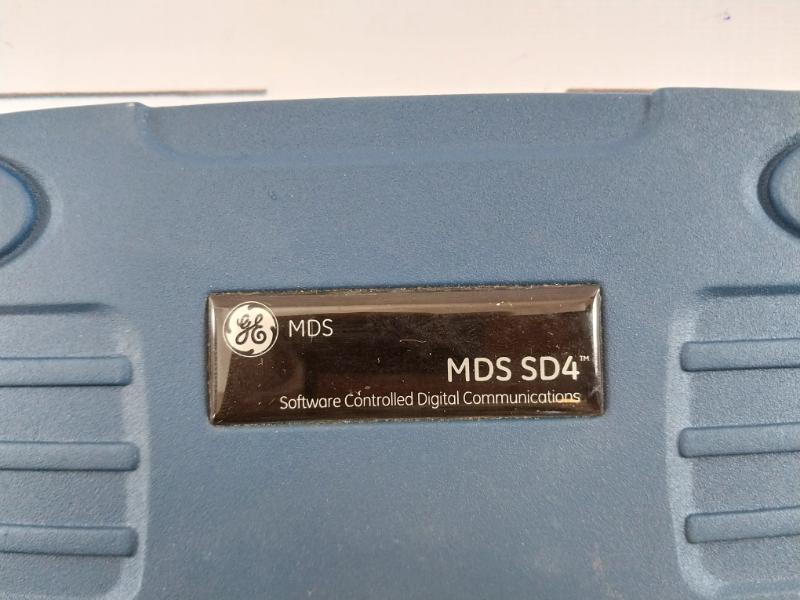 GE MDS
MDS SD4™
Software Controlled Digital Communications